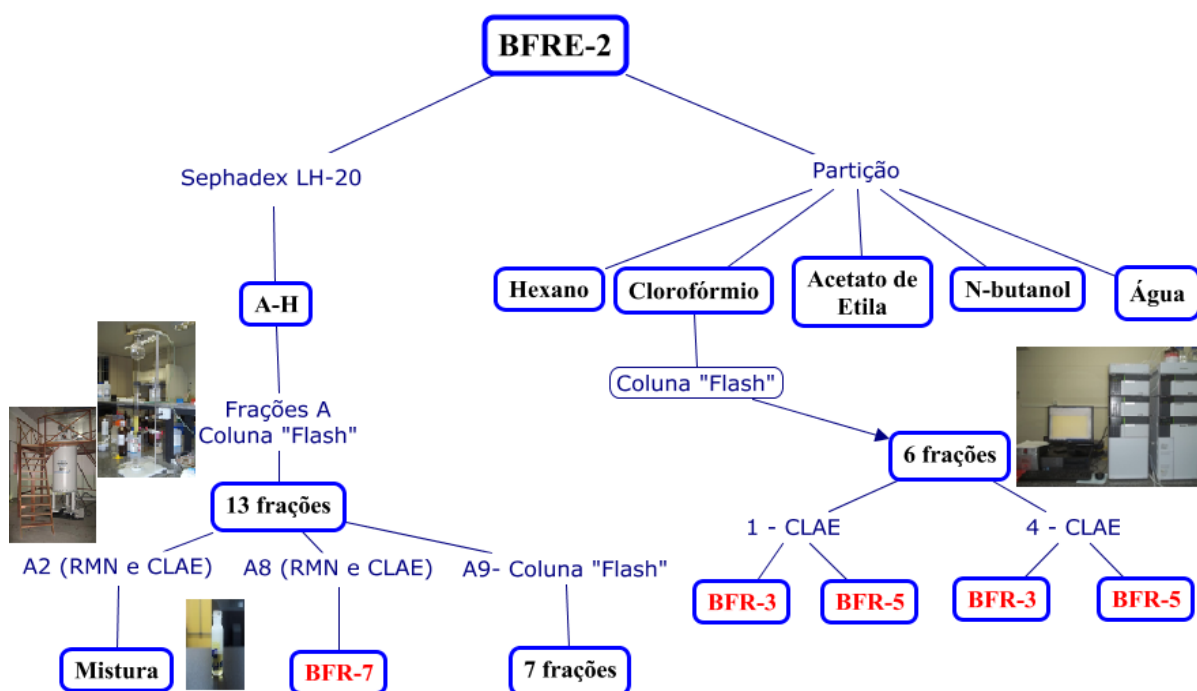 BFRE-2
Sephadex LH-20
Partição
Hexano
Clorofórmio
Acetato de
Etila
N-butanol
Água
A-H
Coluna "Flash"
Frações A
Coluna "Flash"
6 frações
13 frações
1 - CLAE
4 - CLAE
A2 (RMN e CLAE)
A8 (RMN e CLAE)
A9- Coluna "Flash"
BFR-3
BFR-5
BFR-3
BFR-5
Mistura
BFR-7
7 frações